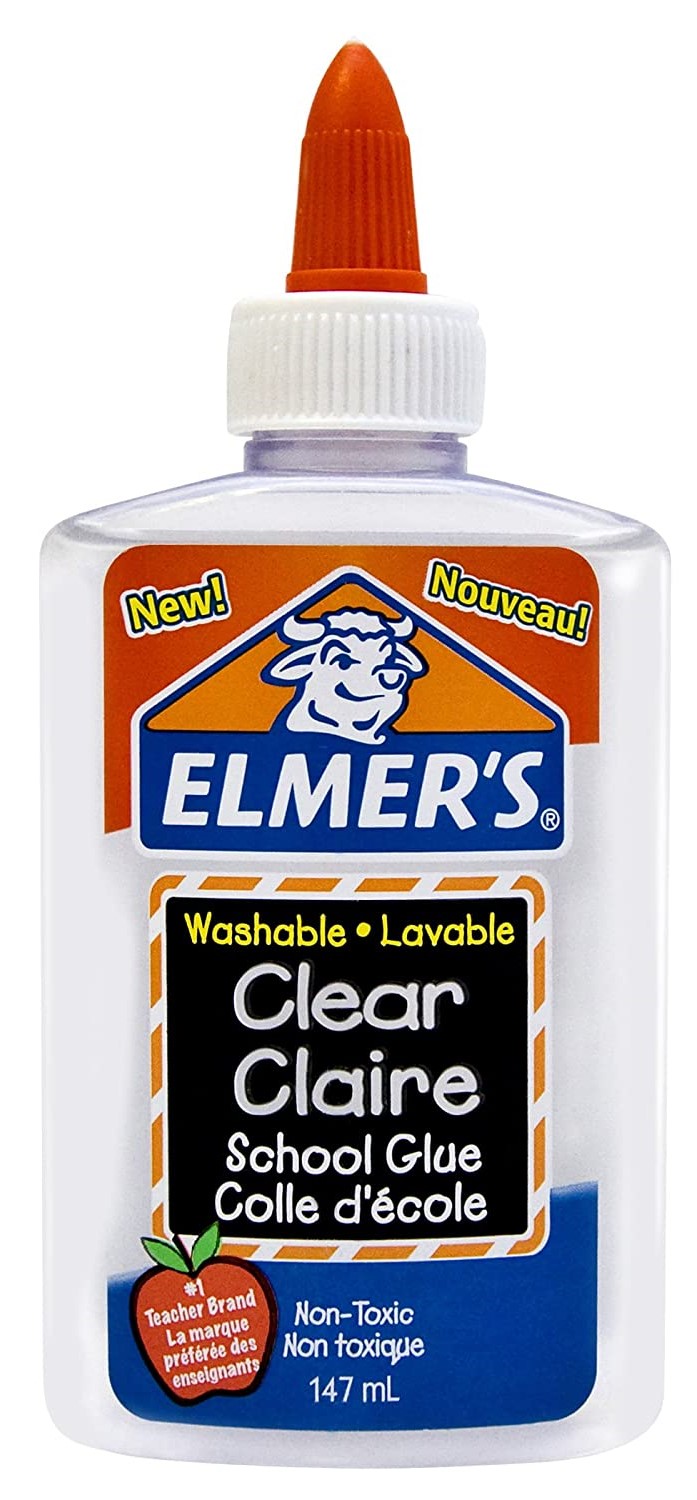 New!
Nouveau!
ELMER'S®
Washable • Lavable
Clear
Claire
School Glue
Colle d'école
#1
Teacher Brand
La marque
préférée des
enseignants
Non-Toxic
Non toxique
147 mL